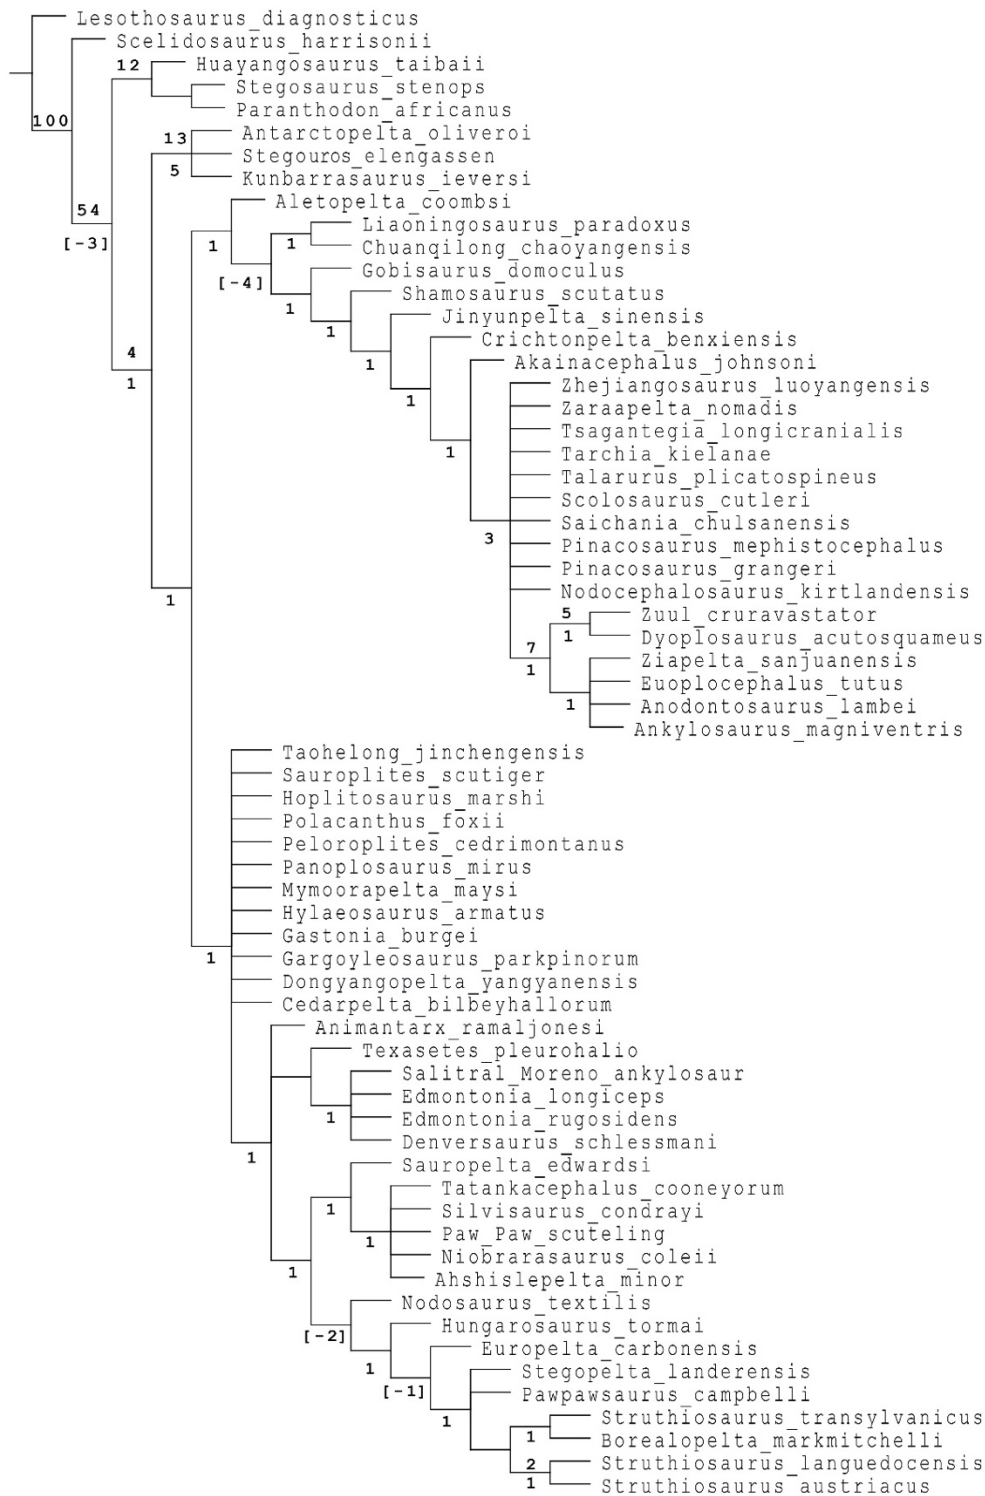 Lesothosaurus_diagnosticus
Scelidosaurus_harrisonii
12 Huayangosaurus_taibaii
Stegosaurus_stenops
Paranthodon_africanus
100
13 Antarctopelta_oliveroi
Stegouros_elengassen
5 Kunbarrasaurus_ieversi
Aletopelta_coombsi
54
Liaoningosaurus_paradoxus
[-3] 1 1 Chuanqilong_chaoyangensis
Gobisaurus_domoculus
[-4]
Shamosaurus_scutatus
1 Jinyunpelta_sinensis
1 Crichtonpelta_benxiensis
4 1 Akainacephalus_johnsoni
1 Zhejiangosaurus_luoyangensis
1 Zaraapelta_nomadis
Tsagantegia_longicranialis
1 Tarchia_kielanae
Talarurus_plicatospineus
Scolosaurus_cutleri
Saichania_chulsanensis
3 Pinacosaurus_mephistocephalus
Pinacosaurus_grangeri
Nodocephalosaurus_kirtlandensis
1 5 Zuul_cruravastator
1 Dyoplosaurus_acutosquameus
7 Ziapelta_sanjuanensis
1 Euoplocephalus_tutus
1 Anodontosaurus_lambei
Ankylosaurus_magniventris
Taohelong_jinchengensis
Sauroplites_scutiger
Hoplitosaurus_marshi
Polacanthus_foxii
Peloroplites_cedrimontanus
Panoplosaurus_mirus
Mymoorapelta_maysi
Hylaeosaurus_armatus
Gastonia_burgei
1 Gargoyleosaurus_parkpinorum
Dongyangopelta_yangyanensis
Cedarpelta_bilbeyhallorum
Animantarx_ramaljonesi
Texasetes_pleurohalio
Salitral_Moreno_ankylosaur
Edmontonia_longiceps
1 Edmontonia_rugosidens
Denversaurus_schlessmani
1 Sauropelta_edwardsi
Tatankacephalus_cooneyorum
1 Silvisaurus_condrayi
Paw_Paw_scuteling
1 Niobrarasaurus_coleii
1 Ahshislepelta_minor
Nodosaurus_textilis
[-2] Hungarosaurus_tormai
Europelta_carbonensis
1 Stegopelta_landerensis
[-1] Pawpawsaurus_campbelli
1 Struthiosaurus_transylvanicus
1 Borealopelta_markmitchelli
2 Struthiosaurus_languedocensis
1 Struthiosaurus_austriacus